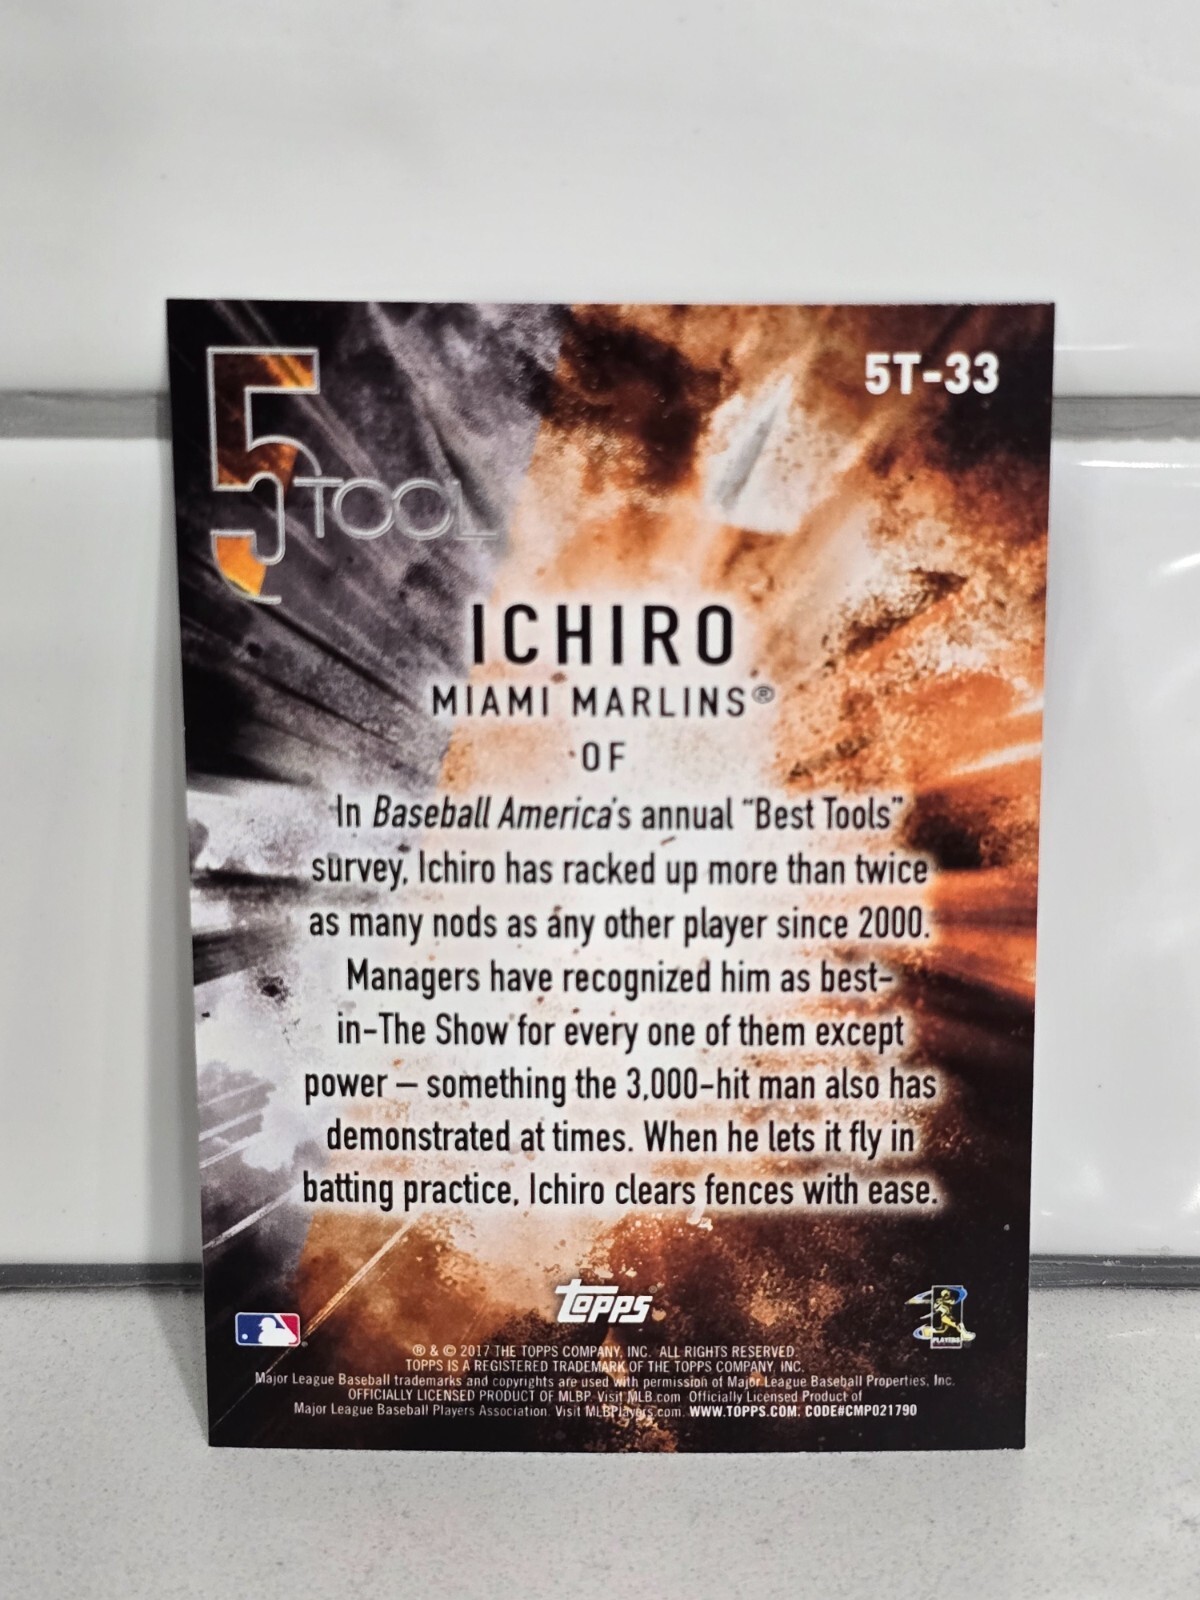 5T-33
5 TOOL
ICHIRO
MIAMI MARLINS®
OF
In Baseball America's annual "Best Tools"
survey, Ichiro has racked up more than twice
as many nods as any other player since 2000.
Managers have recognized him as best-
in-The Show for every one of them except
power – something the 3,000-hit man also has
demonstrated at times. When he lets it fly in
batting practice, Ichiro clears fences with ease.
topps
PLAYERS
® & © 2017 THE TOPPS COMPANY, INC. ALL RIGHTS RESERVED.
TOPPS IS A REGISTERED TRADEMARK OF THE TOPPS COMPANY, INC.
Major League Baseball trademarks and copyrights are used with permission of Major League Baseball Properties, Inc.
OFFICIALLY LICENSED PRODUCT OF MLBP Visit MLB.com Officially Licensed Product of
Major League Baseball Players Association. Visit MLBPlayers.com. WWW.TOPPS.COM. CODE#CMP021790